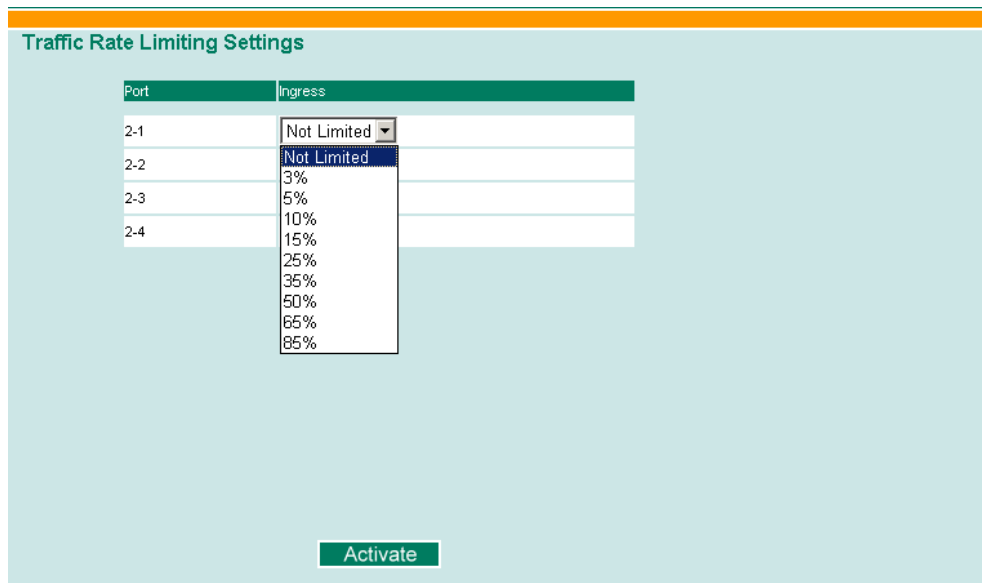 Traffic Rate Limiting Settings
Port Ingress
2-1 Not Limited
Not Limited
2-2
3%
2-3 5%
10%
2-4 15%
25%
35%
50%
65%
85%
Activate